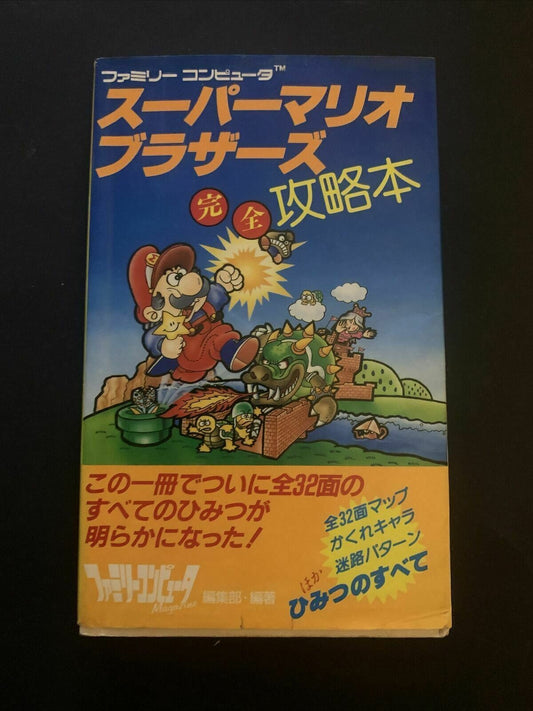 ファミリー コンピュータ™
スーパーマリオ
ブラザーズ
完全攻略本
この一冊でついに全32面の
すべてのひみつが
明らかになった!
全32面マップ
かくれキャラ
迷路パターン
ほか
ひみつのすべて
ファミリーコンピュータ
Magazine
編集部・編著